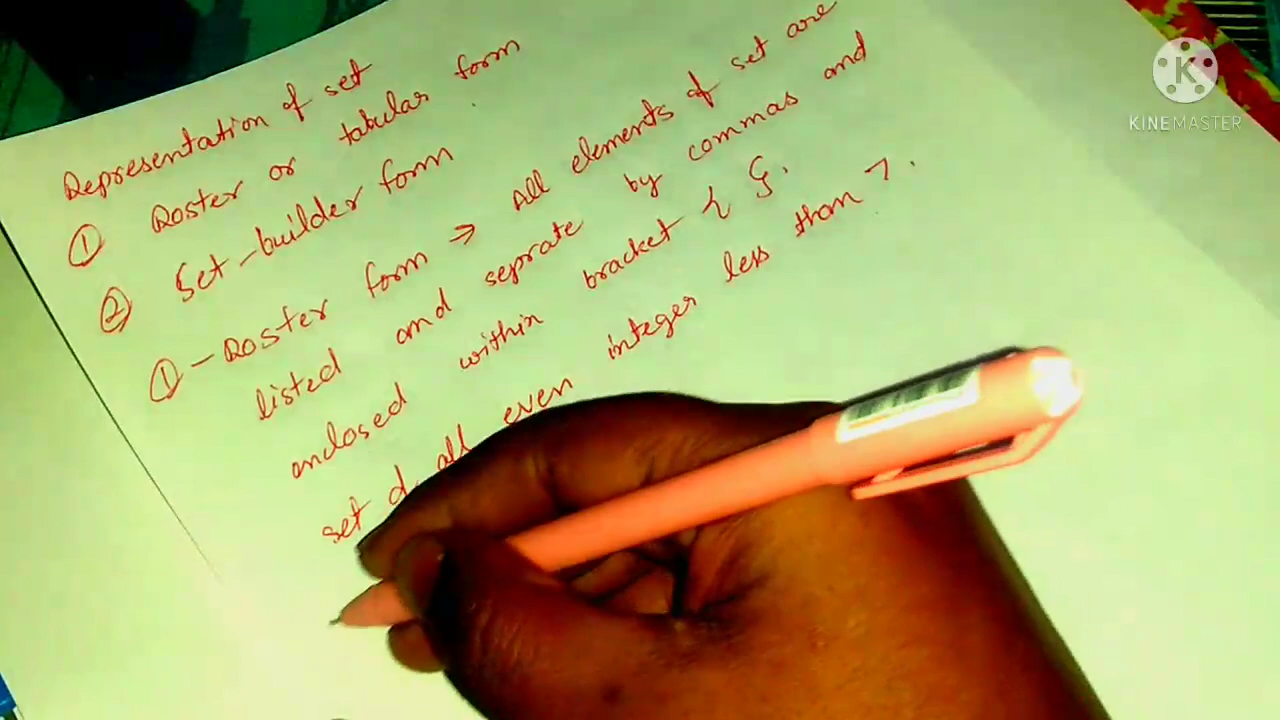 Representation of set
① Roster or tabular form
② Set-builder form
① - Roster form → All elements of set are
listed and seprate by commas and
enclosed within bracket { }.
set of all even integer less than 7.
K
KINEMASTER